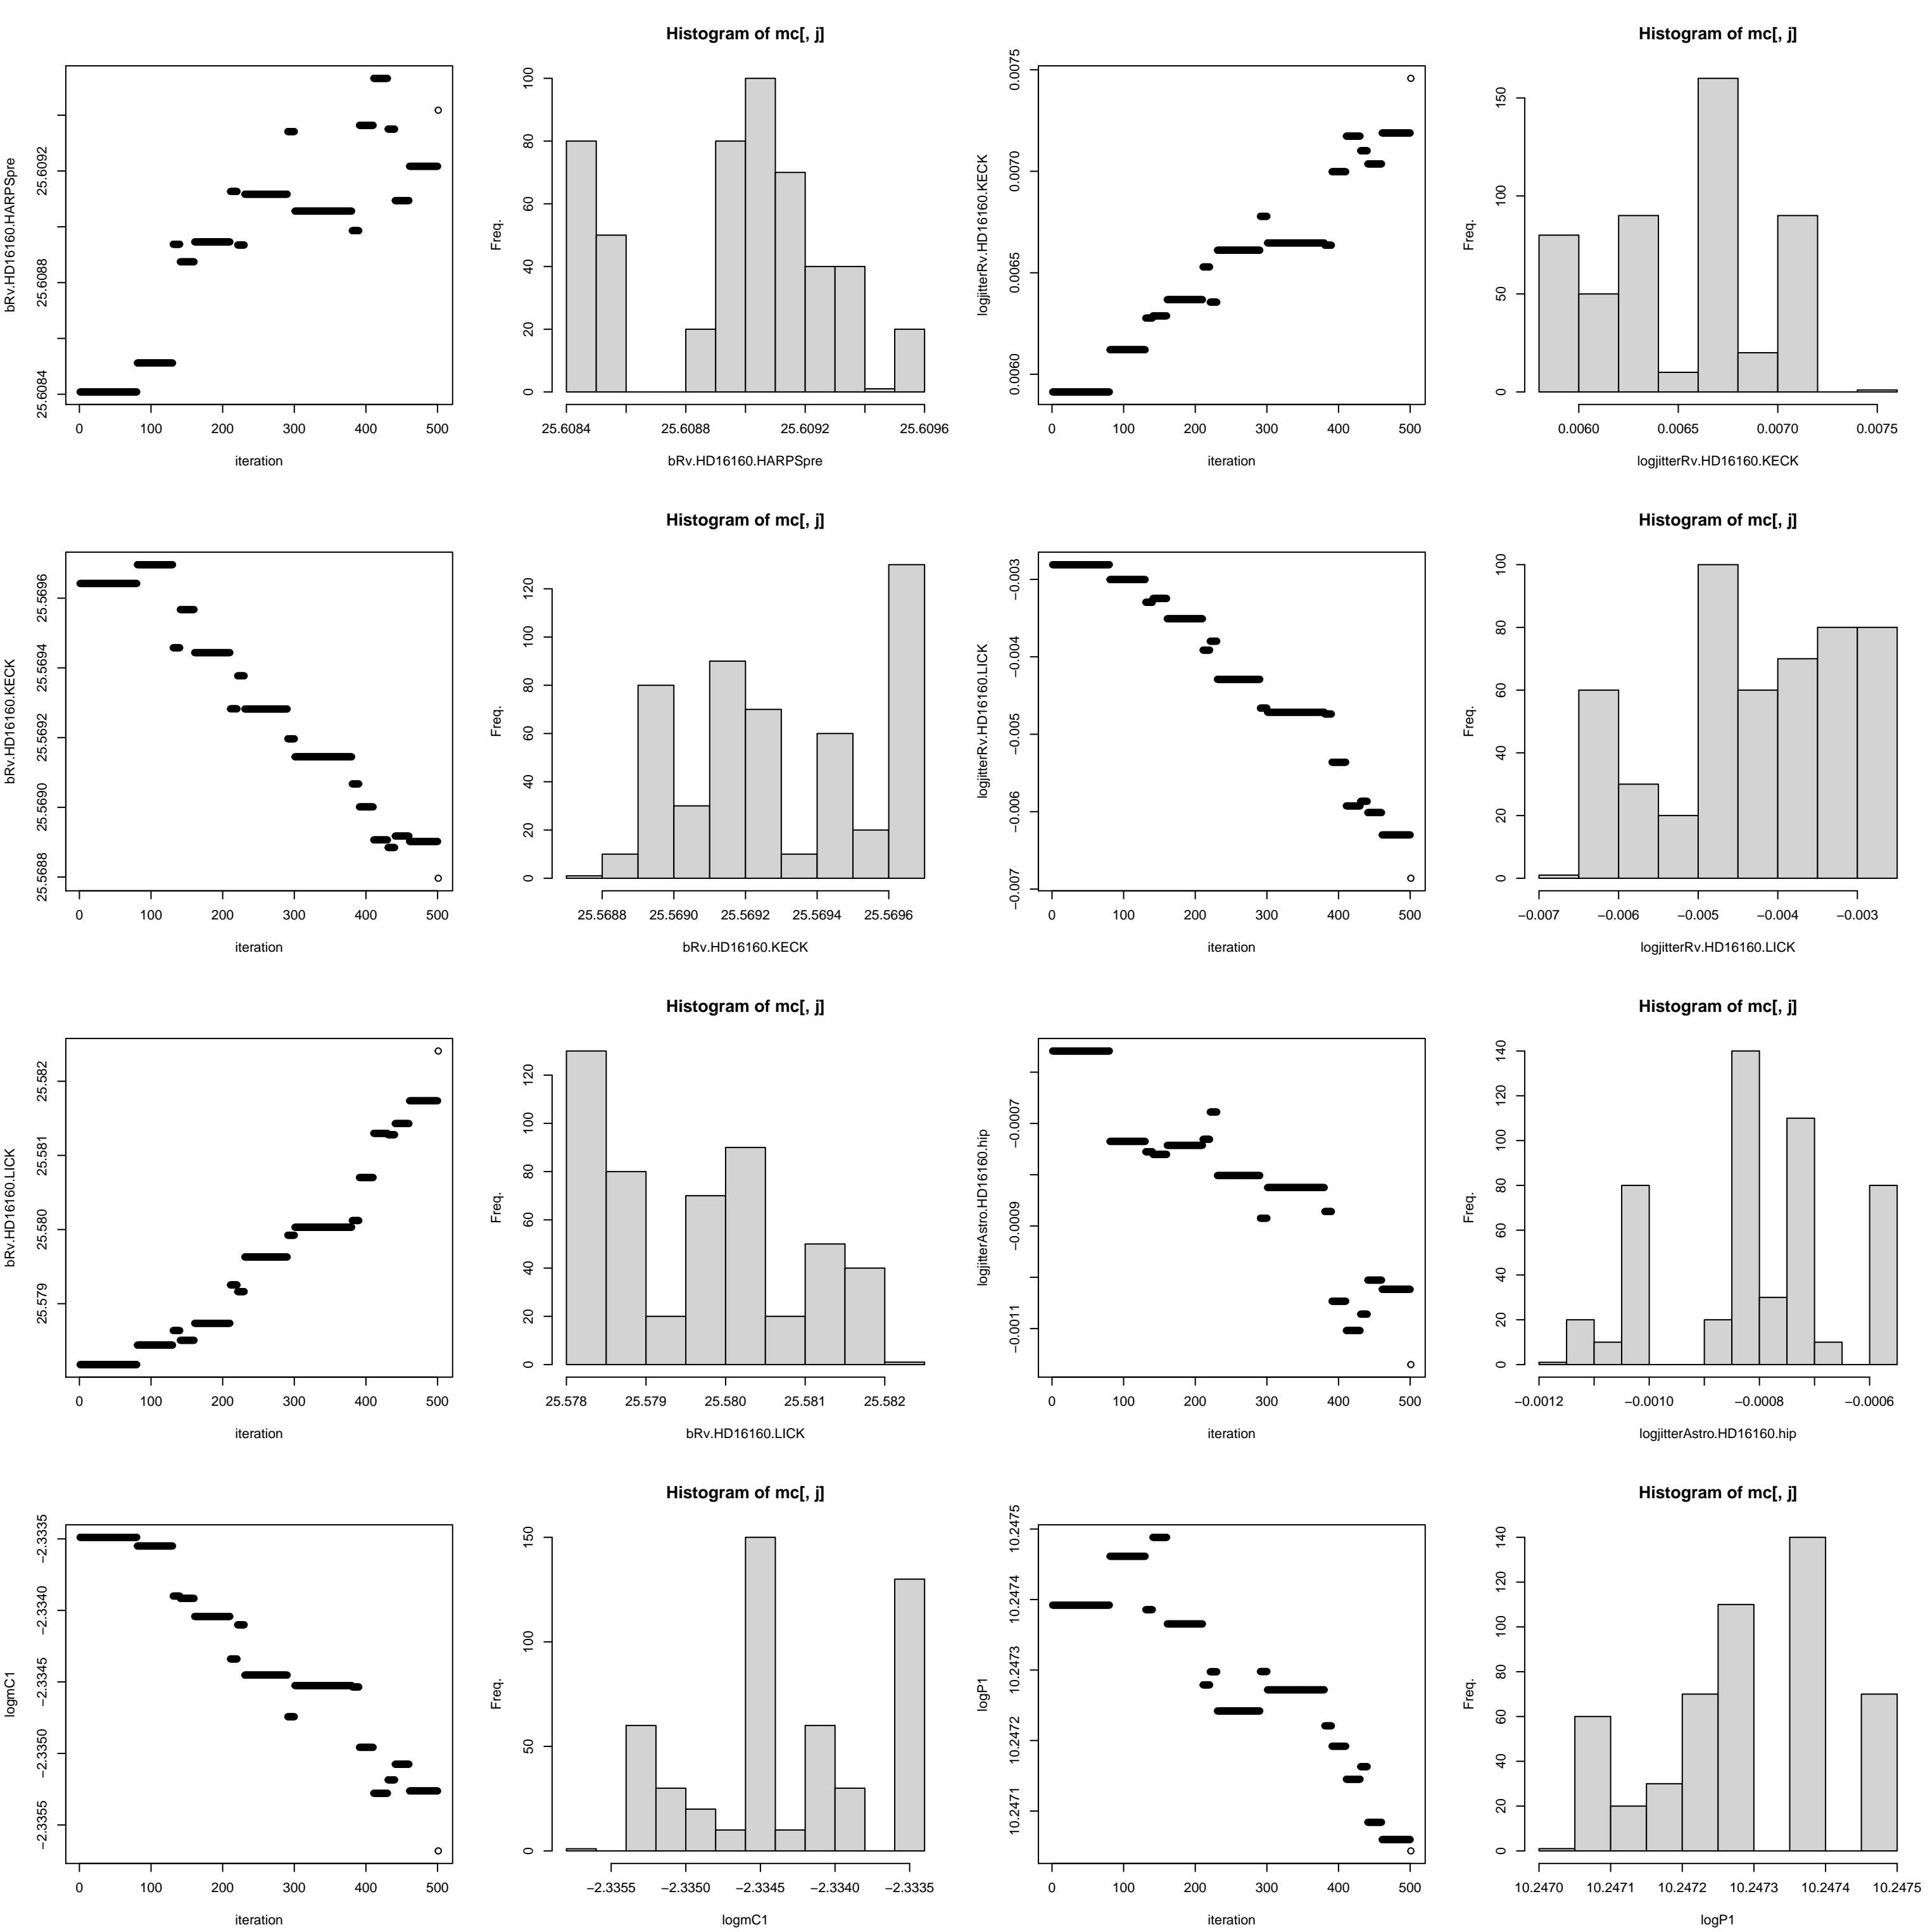 bRv.HD16160.HARPSpre
25.6084 25.6088 25.6092
0 100 200 300 400 500
iteration
Histogram of mc[, j]
Freq.
0 20 40 60 80 100
25.6084 25.6088 25.6092 25.6096
bRv.HD16160.HARPSpre
logjitterRv.HD16160.KECK
0.0060 0.0065 0.0070 0.0075
0 100 200 300 400 500
iteration
Histogram of mc[, j]
Freq.
0 50 100 150
0.0060 0.0065 0.0070 0.0075
logjitterRv.HD16160.KECK
bRv.HD16160.KECK
25.5688 25.5690 25.5692 25.5694 25.5696
0 100 200 300 400 500
iteration
Histogram of mc[, j]
Freq.
0 20 40 60 80 100 120
25.5688 25.5690 25.5692 25.5694 25.5696
bRv.HD16160.KECK
logjitterRv.HD16160.LICK
−0.007 −0.006 −0.005 −0.004 −0.003
0 100 200 300 400 500
iteration
Histogram of mc[, j]
Freq.
0 20 40 60 80 100
−0.007 −0.006 −0.005 −0.004 −0.003
logjitterRv.HD16160.LICK
bRv.HD16160.LICK
25.579 25.580 25.581 25.582
0 100 200 300 400 500
iteration
Histogram of mc[, j]
Freq.
0 20 40 60 80 100 120
25.578 25.579 25.580 25.581 25.582
bRv.HD16160.LICK
logjitterAstro.HD16160.hip
−0.0011 −0.0009 −0.0007
0 100 200 300 400 500
iteration
Histogram of mc[, j]
Freq.
0 20 40 60 80 100 120 140
−0.0012 −0.0010 −0.0008 −0.0006
logjitterAstro.HD16160.hip
logmC1
−2.3355 −2.3350 −2.3345 −2.3340 −2.3335
0 100 200 300 400 500
iteration
Histogram of mc[, j]
Freq.
0 50 100 150
−2.3355 −2.3350 −2.3345 −2.3340 −2.3335
logmC1
logP1
10.2471 10.2472 10.2473 10.2474 10.2475
0 100 200 300 400 500
iteration
Histogram of mc[, j]
Freq.
0 20 40 60 80 100 120 140
10.2470 10.2471 10.2472 10.2473 10.2474 10.2475
logP1